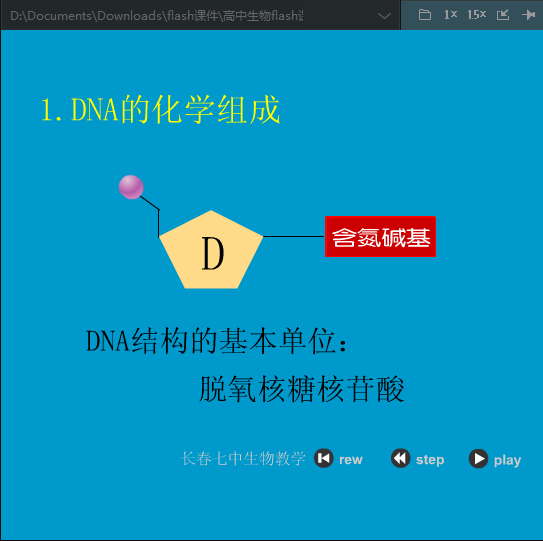 D:\Documents\Downloads\flash课件\高中生物flash
1x 15x
1.DNA的化学组成
D
含氮碱基
DNA结构的基本单位:
脱氧核糖核苷酸
长春七中生物教学 rew step play